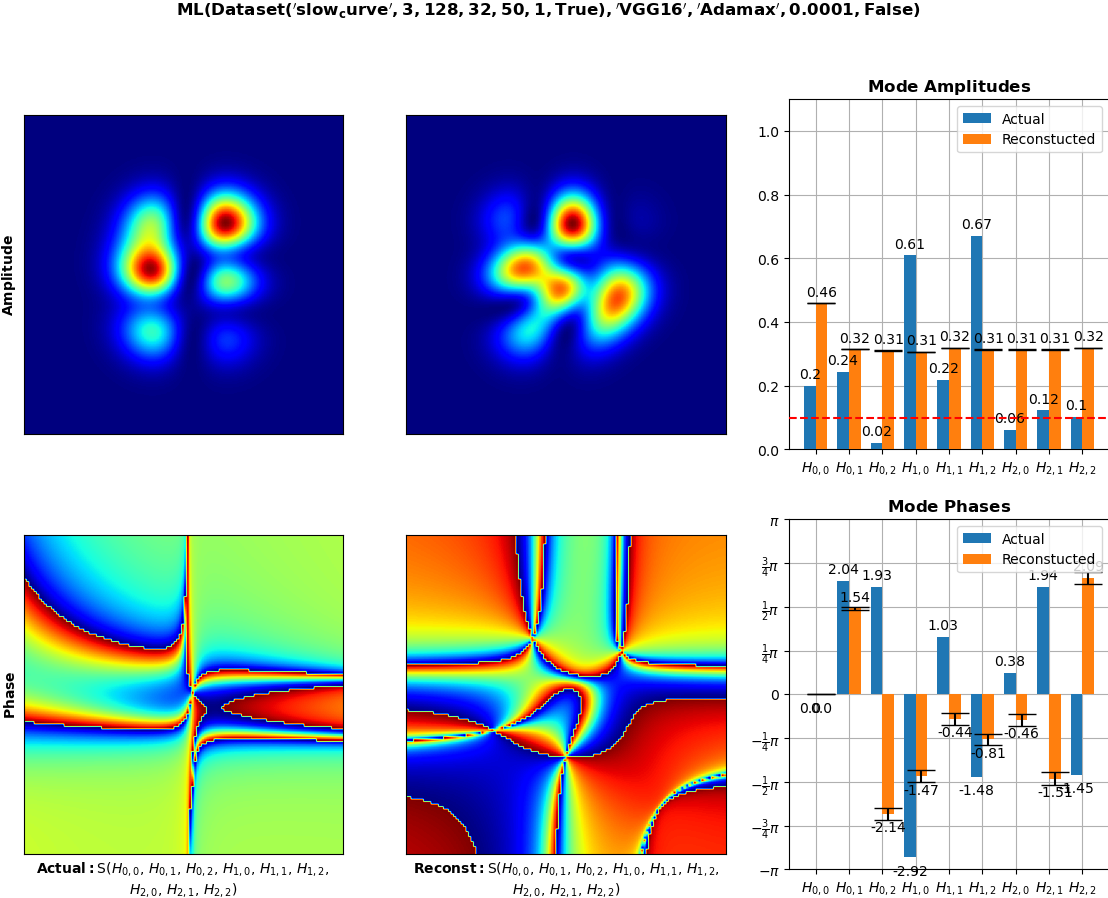 ML(Dataset('slow_curve', 3, 128, 32, 50, 1, True), 'VGG16', 'Adamax', 0.0001, False)
Amplitude
Mode Amplitudes
Actual
Reconstucted
1.0
0.8
0.6
0.4
0.2
0.0
0.2
0.46
0.24
0.32
0.02
0.31
0.61
0.31
0.22
0.32
0.67
0.31
0.06
0.31
0.12
0.31
0.1
0.32
H0,0 H0,1 H0,2 H1,0 H1,1 H1,2 H2,0 H2,1 H2,2
Phase
Actual: S(H0,0, H0,1, H0,2, H1,0, H1,1, H1,2,
H2,0, H2,1, H2,2)
Reconst: S(H0,0, H0,1, H0,2, H1,0, H1,1, H1,2,
H2,0, H2,1, H2,2)
Mode Phases
Actual
Reconstucted
π
3/4π
1/2π
1/4π
0
−1/4π
−1/2π
−3/4π
−π
0.0
0.0
2.04
1.54
1.93
-2.14
-2.92
-1.47
1.03
-0.44
-1.48
-0.81
0.38
-0.46
1.94
-1.51
-1.45
H0,0 H0,1 H0,2 H1,0 H1,1 H1,2 H2,0 H2,1 H2,2